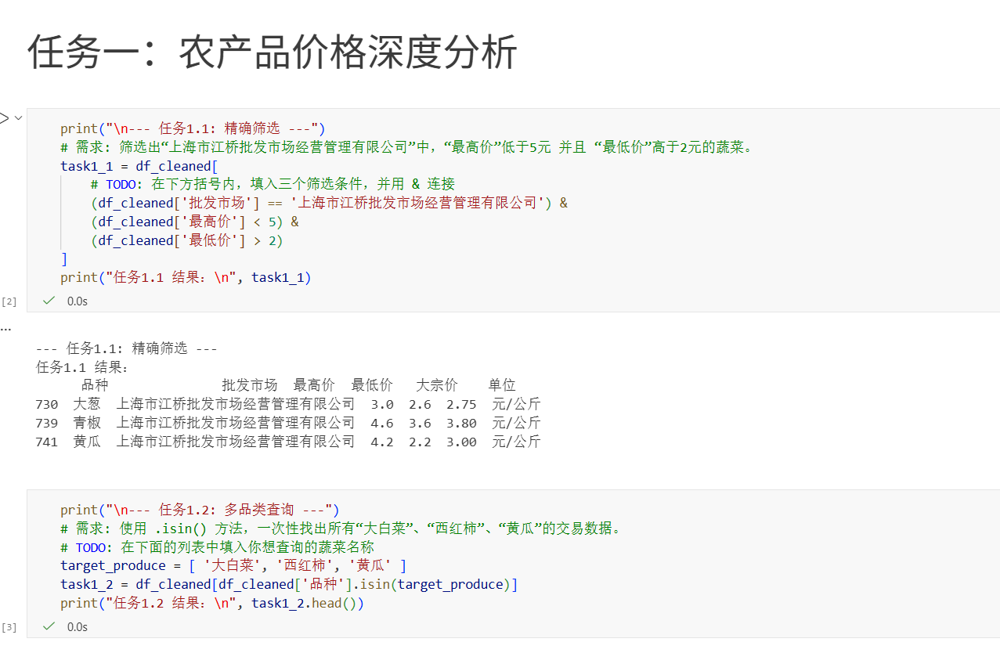 任务一：农产品价格深度分析
print("\n--- 任务1.1: 精确筛选 ---")
# 需求: 筛选出“上海市江桥批发市场经营管理有限公司”中，“最高价”低于5元 并且 “最低价”高于2元的蔬菜。
task1_1 = df_cleaned[
# TODO: 在下方括号内，填入三个筛选条件，并用 & 连接
(df_cleaned['批发市场'] == '上海市江桥批发市场经营管理有限公司') &
(df_cleaned['最高价'] < 5) &
(df_cleaned['最低价'] > 2)
]
print("任务1.1 结果：\n", task1_1)
[2] 0.0s
...
--- 任务1.1: 精确筛选 ---
任务1.1 结果：
品种 批发市场 最高价 最低价 大宗价 单位
730 大葱 上海市江桥批发市场经营管理有限公司 3.0 2.6 2.75 元/公斤
739 青椒 上海市江桥批发市场经营管理有限公司 4.6 3.6 3.80 元/公斤
741 黄瓜 上海市江桥批发市场经营管理有限公司 4.2 2.2 3.00 元/公斤
print("\n--- 任务1.2: 多品类查询 ---")
# 需求: 使用 .isin() 方法，一次性找出所有“大白菜”、“西红柿”、“黄瓜”的交易数据。
# TODO: 在下面的列表中填入你想查询的蔬菜名称
target_produce = [ '大白菜', '西红柿', '黄瓜' ]
task1_2 = df_cleaned[df_cleaned['品种'].isin(target_produce)]
print("任务1.2 结果：\n", task1_2.head())
[3] 0.0s